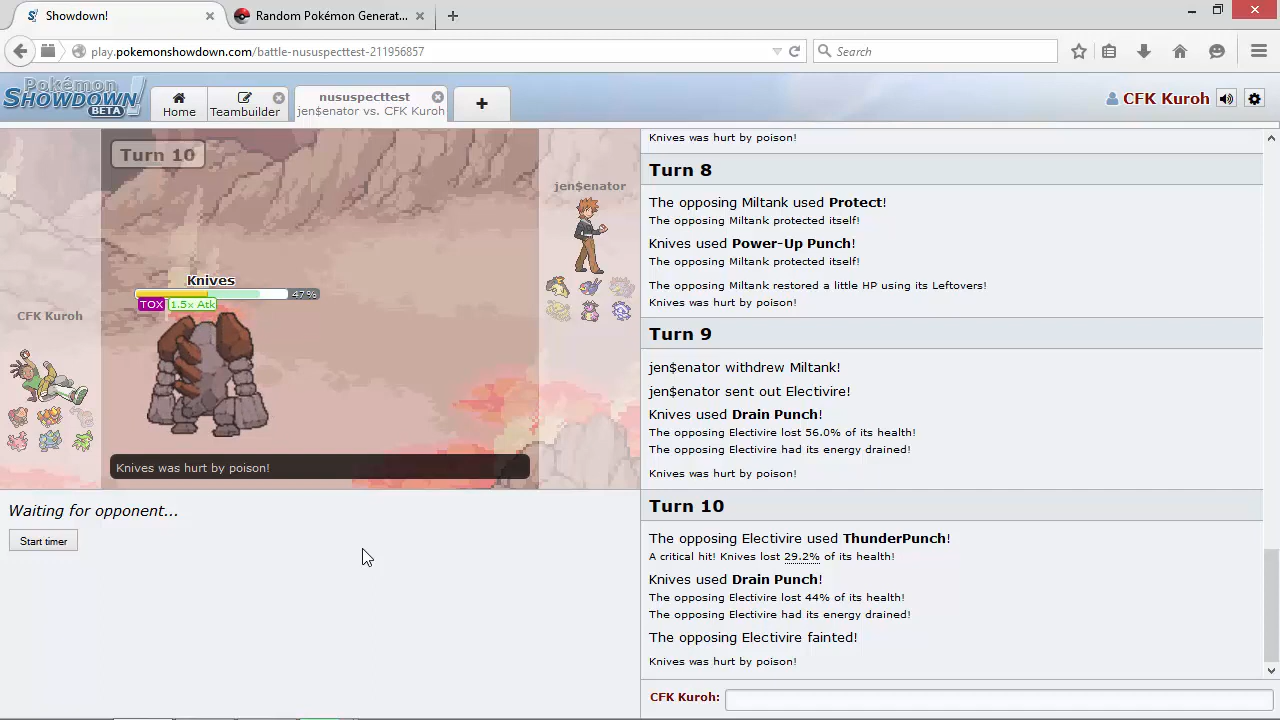 Showdown!
Random Pokémon Generat...
play.pokemonshowdown.com/battle-nususpecttest-211956857
Search
Pokémon
SHOWDOWN!
BETA
Home
Teambuilder
nususpecttest
jen$enator vs. CFK Kuroh
+
CFK Kuroh
Turn 10
jen$enator
Knives
47%
TOX 1.5x Atk
CFK Kuroh
Knives was hurt by poison!
Waiting for opponent...
Start timer
Knives was hurt by poison!
Turn 8
The opposing Miltank used Protect!
The opposing Miltank protected itself!
Knives used Power-Up Punch!
The opposing Miltank protected itself!
The opposing Miltank restored a little HP using its Leftovers!
Knives was hurt by poison!
Turn 9
jen$enator withdrew Miltank!
jen$enator sent out Electivire!
Knives used Drain Punch!
The opposing Electivire lost 56.0% of its health!
The opposing Electivire had its energy drained!
Knives was hurt by poison!
Turn 10
The opposing Electivire used ThunderPunch!
A critical hit! Knives lost 29.2% of its health!
Knives used Drain Punch!
The opposing Electivire lost 44% of its health!
The opposing Electivire had its energy drained!
The opposing Electivire fainted!
Knives was hurt by poison!
CFK Kuroh: